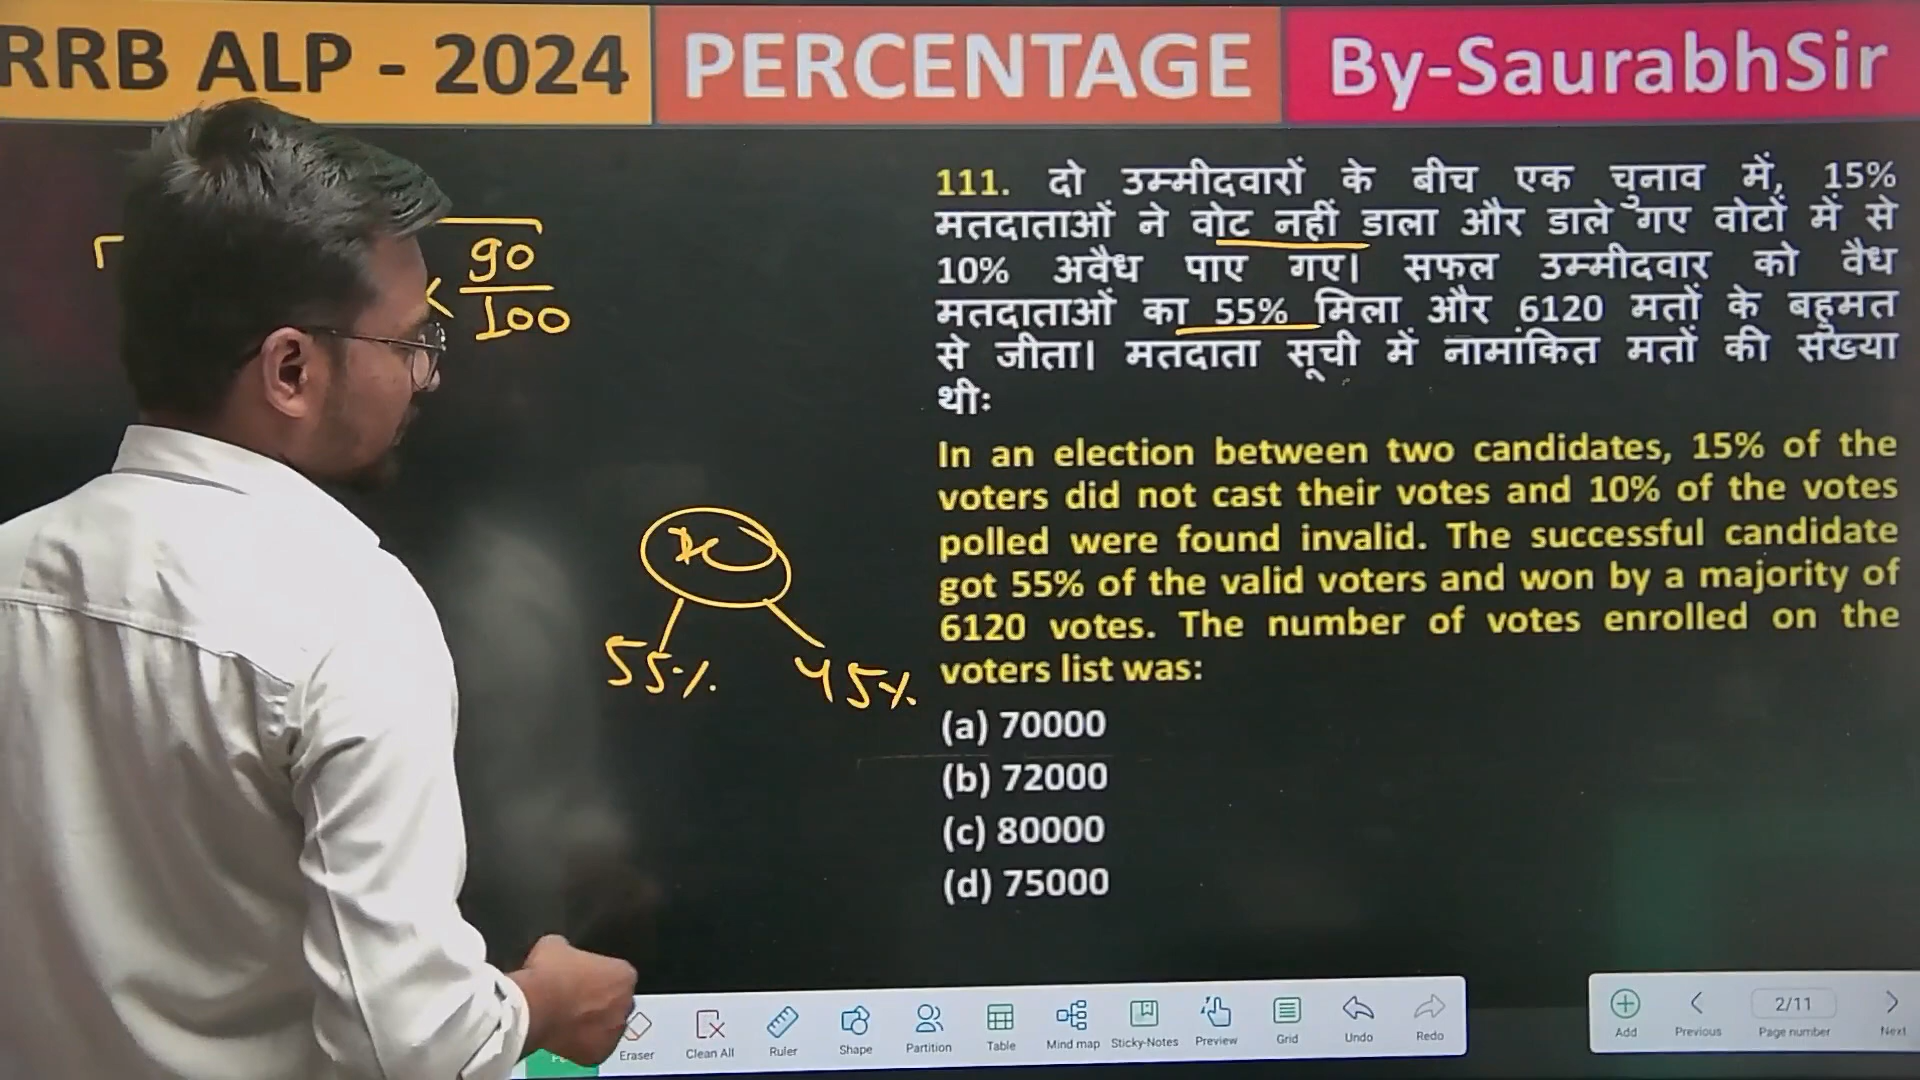 RRB ALP - 2024
PERCENTAGE
By-SaurabhSir
111. दो उम्मीदवारों के बीच एक चुनाव में, 15%
मतदाताओं ने वोट नहीं डाला और डाले गए वोटों में से
10% अवैध पाए गए। सफल उम्मीदवार को वैध
मतदाताओं का 55% मिला और 6120 मतों के बहुमत
से जीता। मतदाता सूची में नामांकित मतों की संख्या
थीः
In an election between two candidates, 15% of the
voters did not cast their votes and 10% of the votes
polled were found invalid. The successful candidate
got 55% of the valid voters and won by a majority of
6120 votes. The number of votes enrolled on the
voters list was:
(a) 70000
(b) 72000
(c) 80000
(d) 75000
× 90
100
55%
45%
Eraser
Clean All
Ruler
Shape
Partition
Table
Mind map
Sticky-Notes
Preview
Grid
Undo
Redo
Add
Previous
2/11
Page number
Next